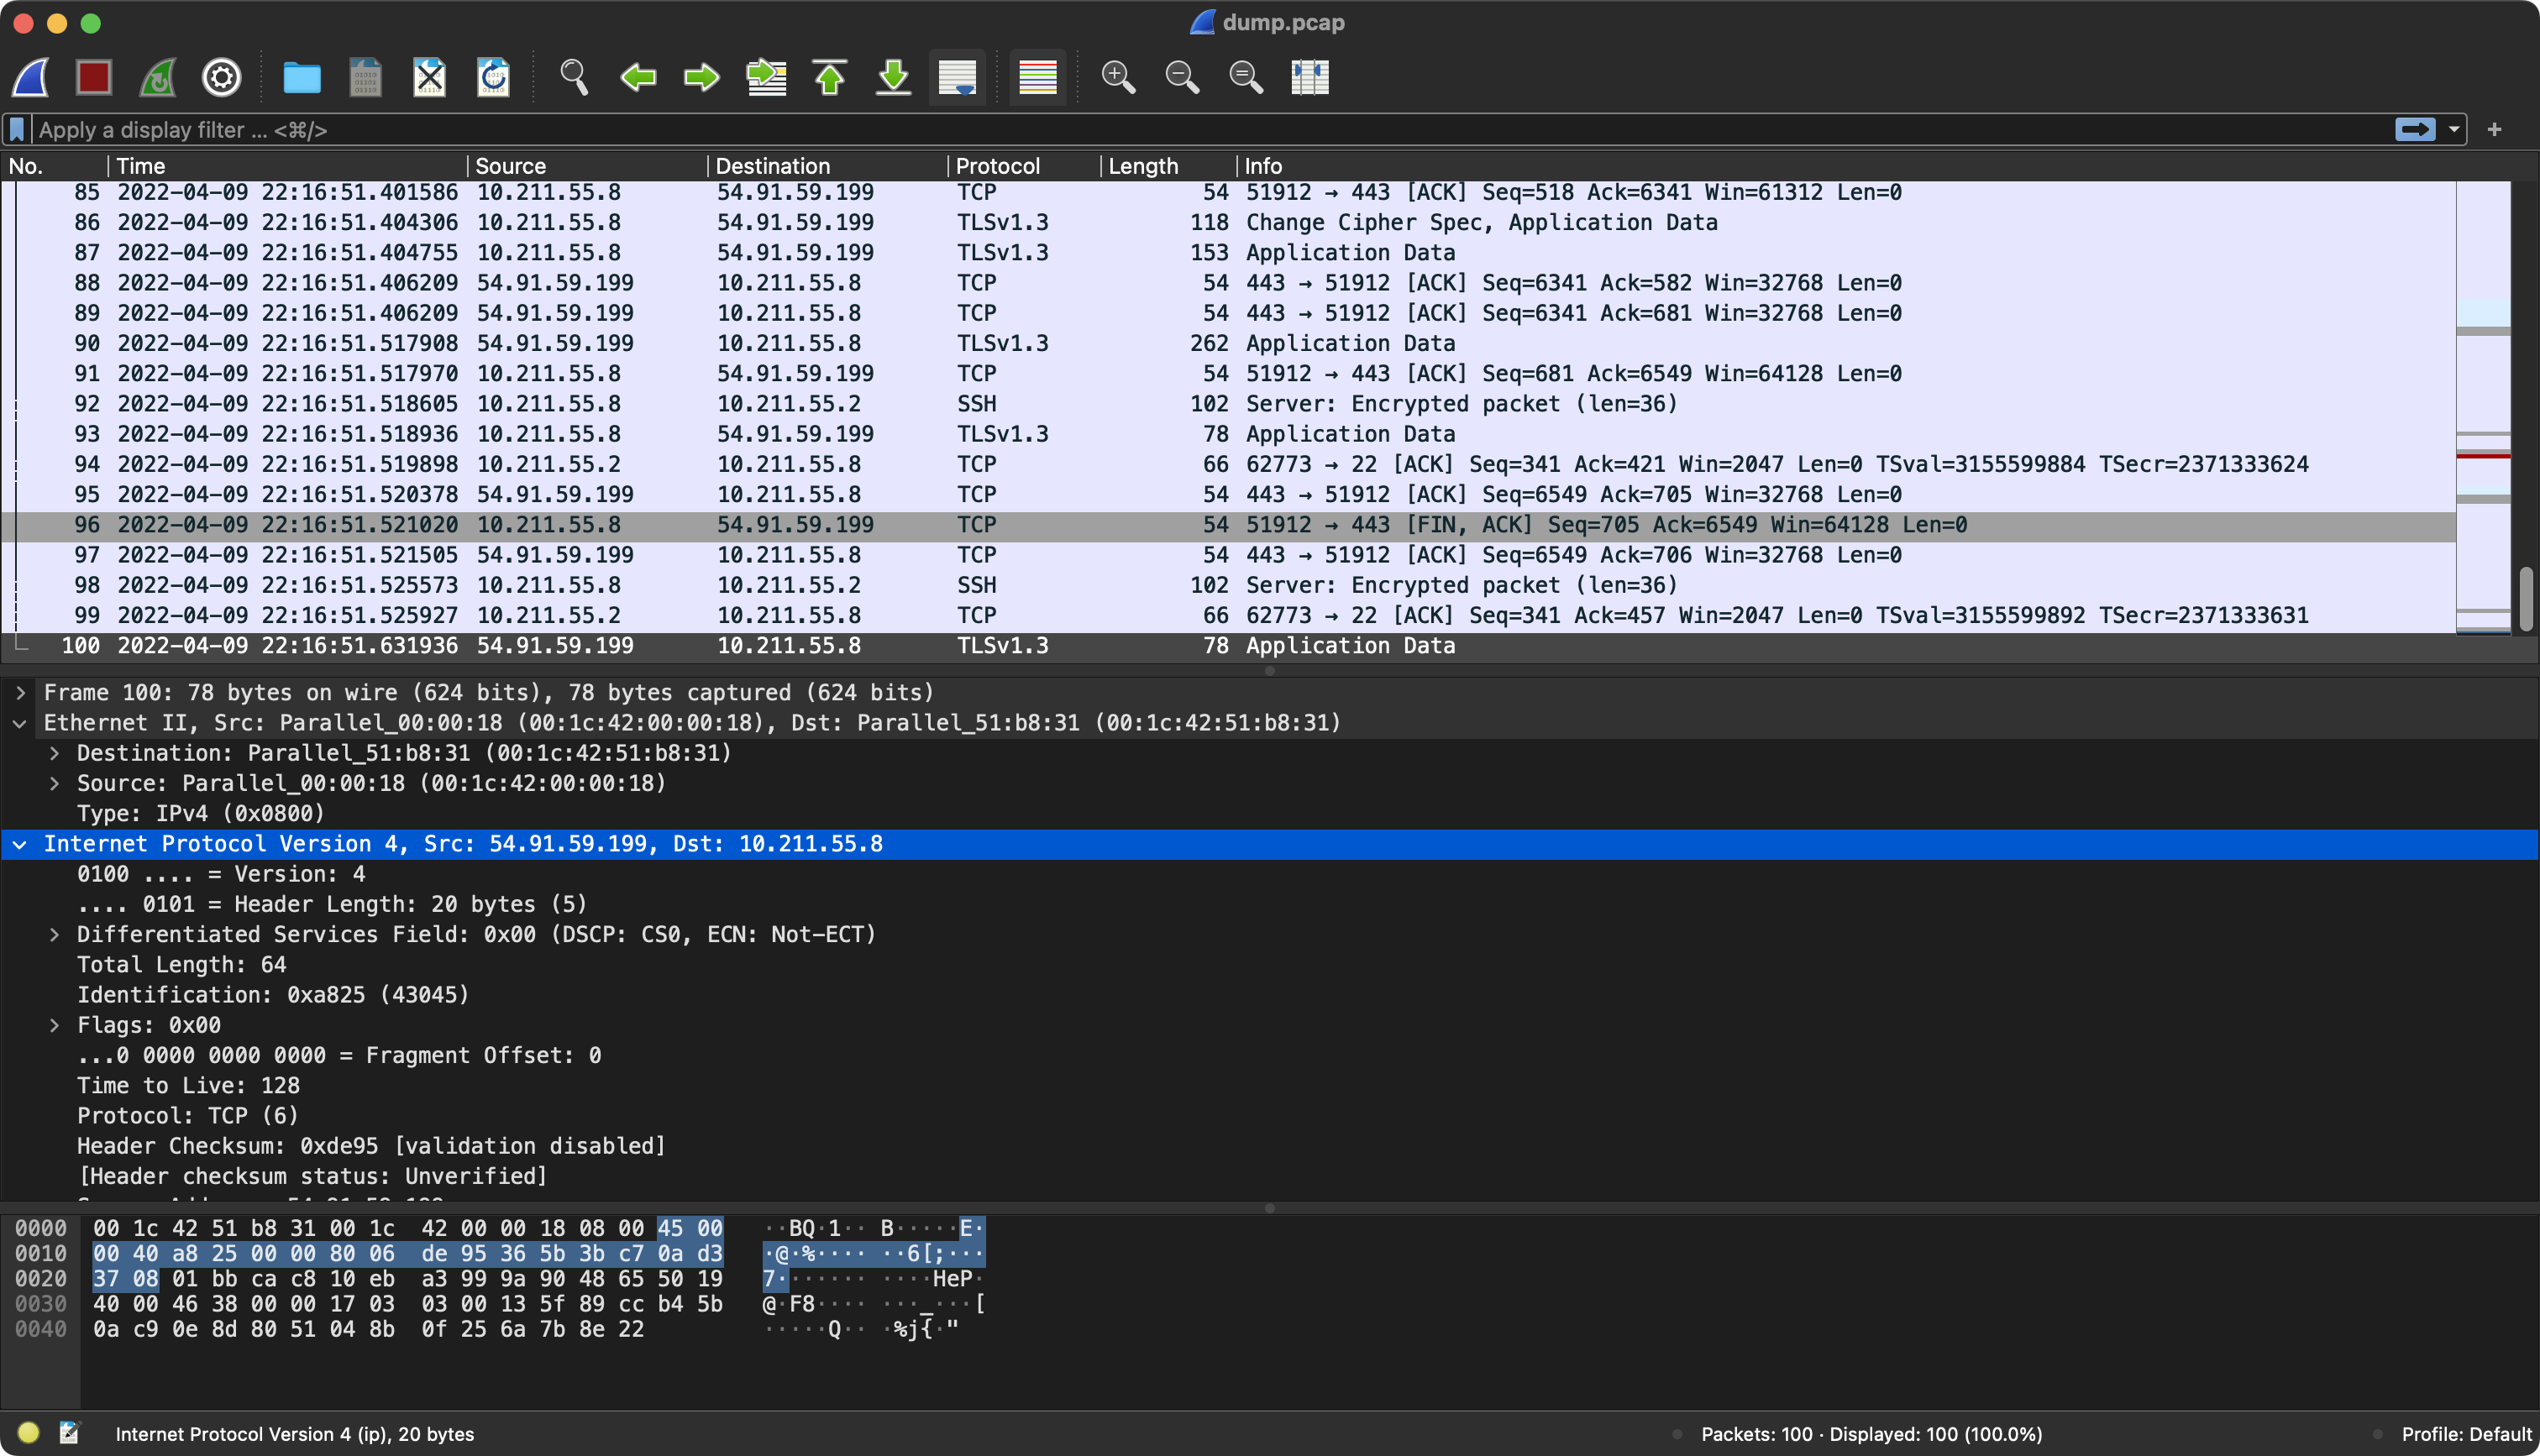 dump.pcap
Apply a display filter ... <⌘/>
No. Time Source Destination Protocol Length Info
85 2022-04-09 22:16:51.401586 10.211.55.8 54.91.59.199 TCP 54 51912 → 443 [ACK] Seq=518 Ack=6341 Win=61312 Len=0
86 2022-04-09 22:16:51.404306 10.211.55.8 54.91.59.199 TLSv1.3 118 Change Cipher Spec, Application Data
87 2022-04-09 22:16:51.404755 10.211.55.8 54.91.59.199 TLSv1.3 153 Application Data
88 2022-04-09 22:16:51.406209 54.91.59.199 10.211.55.8 TCP 54 443 → 51912 [ACK] Seq=6341 Ack=582 Win=32768 Len=0
89 2022-04-09 22:16:51.406209 54.91.59.199 10.211.55.8 TCP 54 443 → 51912 [ACK] Seq=6341 Ack=681 Win=32768 Len=0
90 2022-04-09 22:16:51.517908 54.91.59.199 10.211.55.8 TLSv1.3 262 Application Data
91 2022-04-09 22:16:51.517970 10.211.55.8 54.91.59.199 TCP 54 51912 → 443 [ACK] Seq=681 Ack=6549 Win=64128 Len=0
92 2022-04-09 22:16:51.518605 10.211.55.8 10.211.55.2 SSH 102 Server: Encrypted packet (len=36)
93 2022-04-09 22:16:51.518936 10.211.55.8 54.91.59.199 TLSv1.3 78 Application Data
94 2022-04-09 22:16:51.519898 10.211.55.2 10.211.55.8 TCP 66 62773 → 22 [ACK] Seq=341 Ack=421 Win=2047 Len=0 TSval=3155599884 TSecr=2371333624
95 2022-04-09 22:16:51.520378 54.91.59.199 10.211.55.8 TCP 54 443 → 51912 [ACK] Seq=6549 Ack=705 Win=32768 Len=0
96 2022-04-09 22:16:51.521020 10.211.55.8 54.91.59.199 TCP 54 51912 → 443 [FIN, ACK] Seq=705 Ack=6549 Win=64128 Len=0
97 2022-04-09 22:16:51.521505 54.91.59.199 10.211.55.8 TCP 54 443 → 51912 [ACK] Seq=6549 Ack=706 Win=32768 Len=0
98 2022-04-09 22:16:51.525573 10.211.55.8 10.211.55.2 SSH 102 Server: Encrypted packet (len=36)
99 2022-04-09 22:16:51.525927 10.211.55.2 10.211.55.8 TCP 66 62773 → 22 [ACK] Seq=341 Ack=457 Win=2047 Len=0 TSval=3155599892 TSecr=2371333631
100 2022-04-09 22:16:51.631936 54.91.59.199 10.211.55.8 TLSv1.3 78 Application Data
Frame 100: 78 bytes on wire (624 bits), 78 bytes captured (624 bits)
Ethernet II, Src: Parallel_00:00:18 (00:1c:42:00:00:18), Dst: Parallel_51:b8:31 (00:1c:42:51:b8:31)
Destination: Parallel_51:b8:31 (00:1c:42:51:b8:31)
Source: Parallel_00:00:18 (00:1c:42:00:00:18)
Type: IPv4 (0x0800)
Internet Protocol Version 4, Src: 54.91.59.199, Dst: 10.211.55.8
0100 .... = Version: 4
.... 0101 = Header Length: 20 bytes (5)
Differentiated Services Field: 0x00 (DSCP: CS0, ECN: Not-ECT)
Total Length: 64
Identification: 0xa825 (43045)
Flags: 0x00
...0 0000 0000 0000 = Fragment Offset: 0
Time to Live: 128
Protocol: TCP (6)
Header Checksum: 0xde95 [validation disabled]
[Header checksum status: Unverified]
0000 00 1c 42 51 b8 31 00 1c 42 00 00 18 08 00 45 00 ··BQ·1·· B·····E·
0010 00 40 a8 25 00 00 80 06 de 95 36 5b 3b c7 0a d3 ·@·%···· ··6[;···
0020 37 08 01 bb ca c8 10 eb a3 99 9a 90 48 65 50 19 7······· ····HeP·
0030 40 00 46 38 00 00 17 03 03 00 13 5f 89 cc b4 5b @·F8···· ···_···[
0040 0a c9 0e 8d 80 51 04 8b 0f 25 6a 7b 8e 22 ·····Q·· ·%j{·"
Internet Protocol Version 4 (ip), 20 bytes
Packets: 100 · Displayed: 100 (100.0%)
Profile: Default